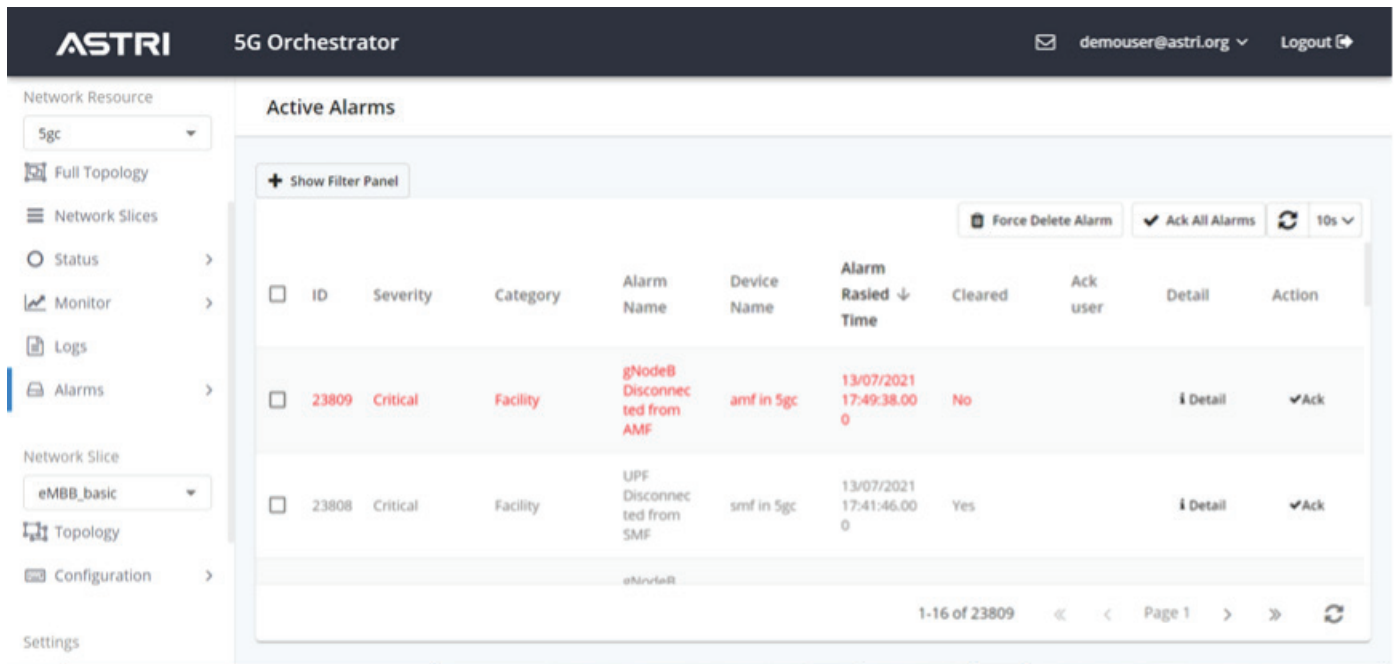 ASTRI
5G Orchestrator
demouser@astri.org
Logout
Network Resource
5gc
Full Topology
Network Slices
Status
Monitor
Logs
Alarms
Network Slice
eMBB_basic
Topology
Configuration
Settings
Active Alarms
Show Filter Panel
Force Delete Alarm
Ack All Alarms
10s
ID
Severity
Category
Alarm
Name
Device
Name
Alarm
Rasied
Time
Cleared
Ack
user
Detail
Action
23809
Critical
Facility
gNodeB
Disconnec
ted from
AMF
amf in 5gc
13/07/2021
17:49:38.00
0
No
Detail
Ack
23808
Critical
Facility
UPF
Disconnec
ted from
SMF
smf in 5gc
13/07/2021
17:41:46.00
0
Yes
Detail
Ack
gNodeB
1-16 of 23809
Page 1